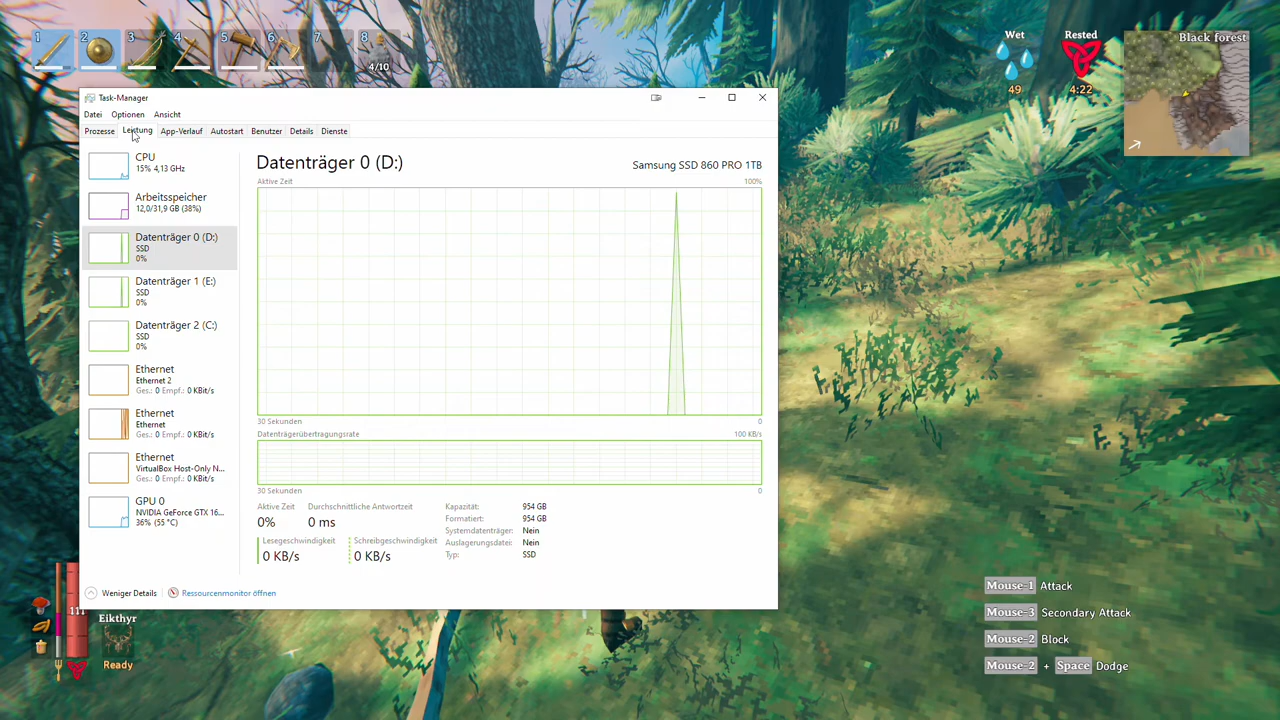 1
2
3
4
5
6
7
8
4/10
Wet
49
Rested
4:22
Black forest
Task-Manager
Datei Optionen Ansicht
Prozesse Leistung App-Verlauf Autostart Benutzer Details Dienste
CPU
15% 4,13 GHz
Arbeitsspeicher
12,0/31,9 GB (38%)
Datenträger 0 (D:)
SSD
0%
Datenträger 1 (E:)
SSD
0%
Datenträger 2 (C:)
SSD
0%
Ethernet
Ethernet 2
Ges.: 0 Empf.: 0 KBit/s
Ethernet
Ethernet
Ges.: 0 Empf.: 0 KBit/s
Ethernet
VirtualBox Host-Only N...
Ges.: 0 Empf.: 0 KBit/s
GPU 0
NVIDIA GeForce GTX 16...
36% (55 °C)
Datenträger 0 (D:)
Samsung SSD 860 PRO 1TB
Aktive Zeit 100%
30 Sekunden 0
Datenträgerübertragungsrate 100 KB/s
30 Sekunden 0
Aktive Zeit
0%
Durchschnittliche Antwortzeit
0 ms
Lesegeschwindigkeit
0 KB/s
Schreibgeschwindigkeit
0 KB/s
Kapazität: 954 GB
Formatiert: 954 GB
Systemdatenträger: Nein
Auslagerungsdatei: Nein
Typ: SSD
Weniger Details Ressourcenmonitor öffnen
111
Eikthyr
Ready
Mouse-1 Attack
Mouse-3 Secondary Attack
Mouse-2 Block
Mouse-2 + Space Dodge